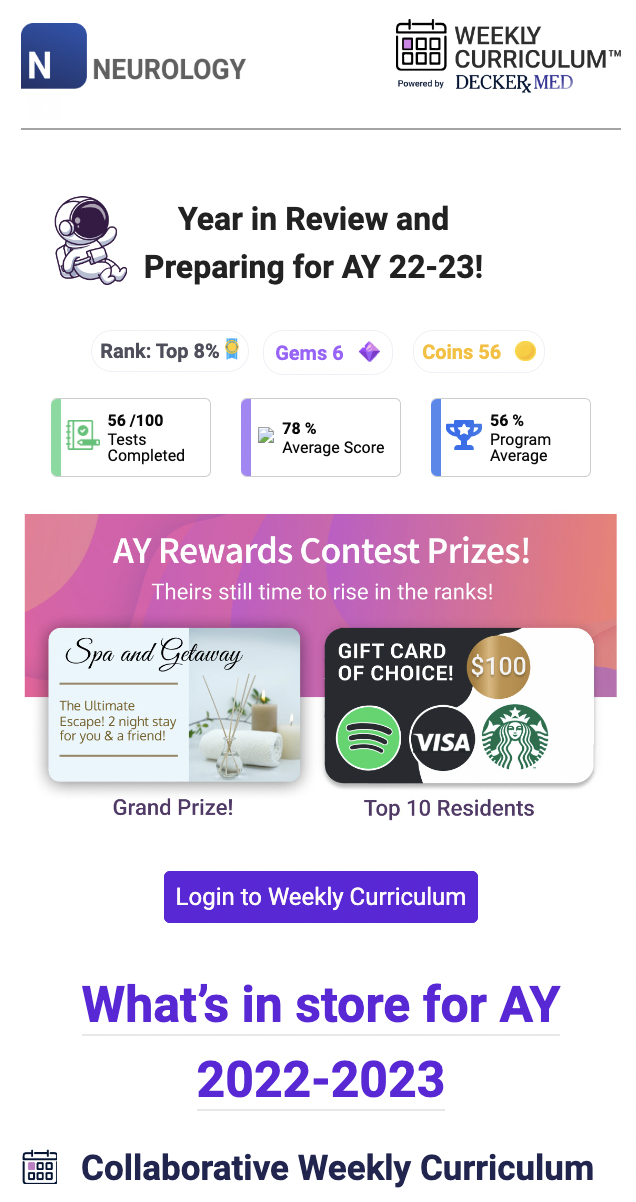 N
NEUROLOGY
WEEKLY
CURRICULUM™
Powered by DECKER MED
Year in Review and
Preparing for AY 22-23!
Rank: Top 8%
Gems 6
Coins 56
56 /100
Tests
Completed
78 %
Average Score
56 %
Program
Average
AY Rewards Contest Prizes!
Theirs still time to rise in the ranks!
Spa and Getaway
The Ultimate
Escape! 2 night stay
for you & a friend!
GIFT CARD
OF CHOICE!
$100
VISA
Grand Prize!
Top 10 Residents
Login to Weekly Curriculum
What's in store for AY
2022-2023
Collaborative Weekly Curriculum